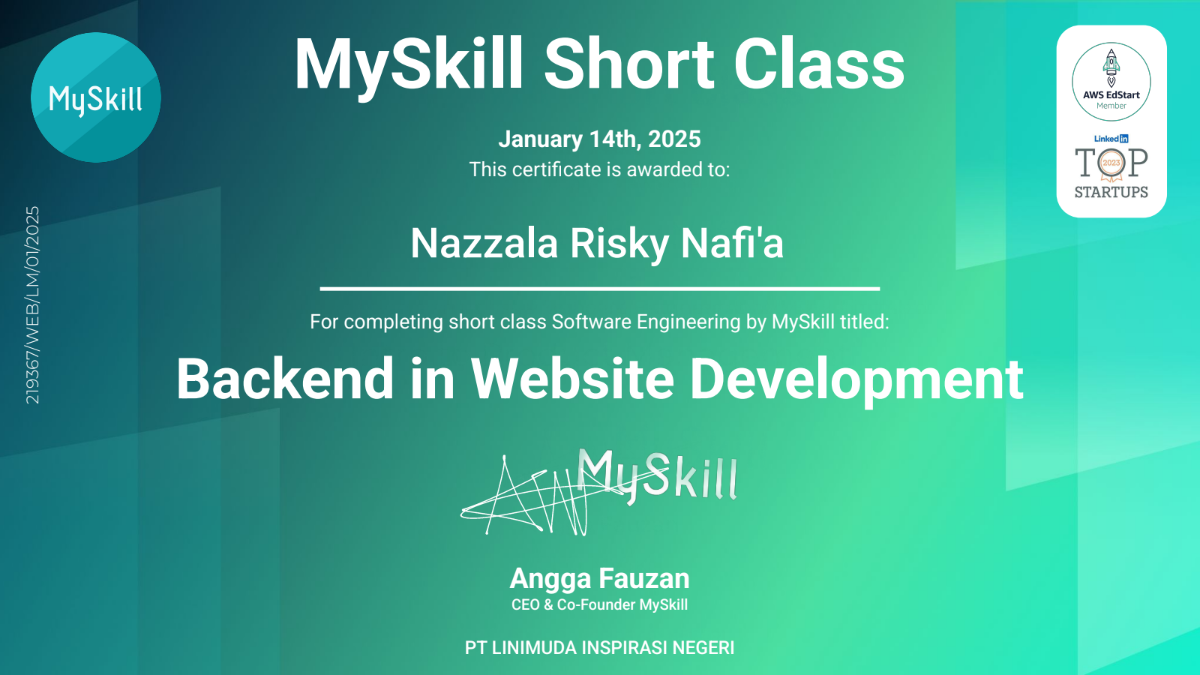 MySkill
MySkill Short Class
AWS EdStart
Member
Linked in
TOP
2023
STARTUPS
January 14th, 2025
This certificate is awarded to:
Nazzala Risky Nafi'a
219367/WEB/LM/01/2025
For completing short class Software Engineering by MySkill titled:
Backend in Website Development
MySkill
Angga Fauzan
CEO & Co-Founder MySkill
PT LINIMUDA INSPIRASI NEGERI